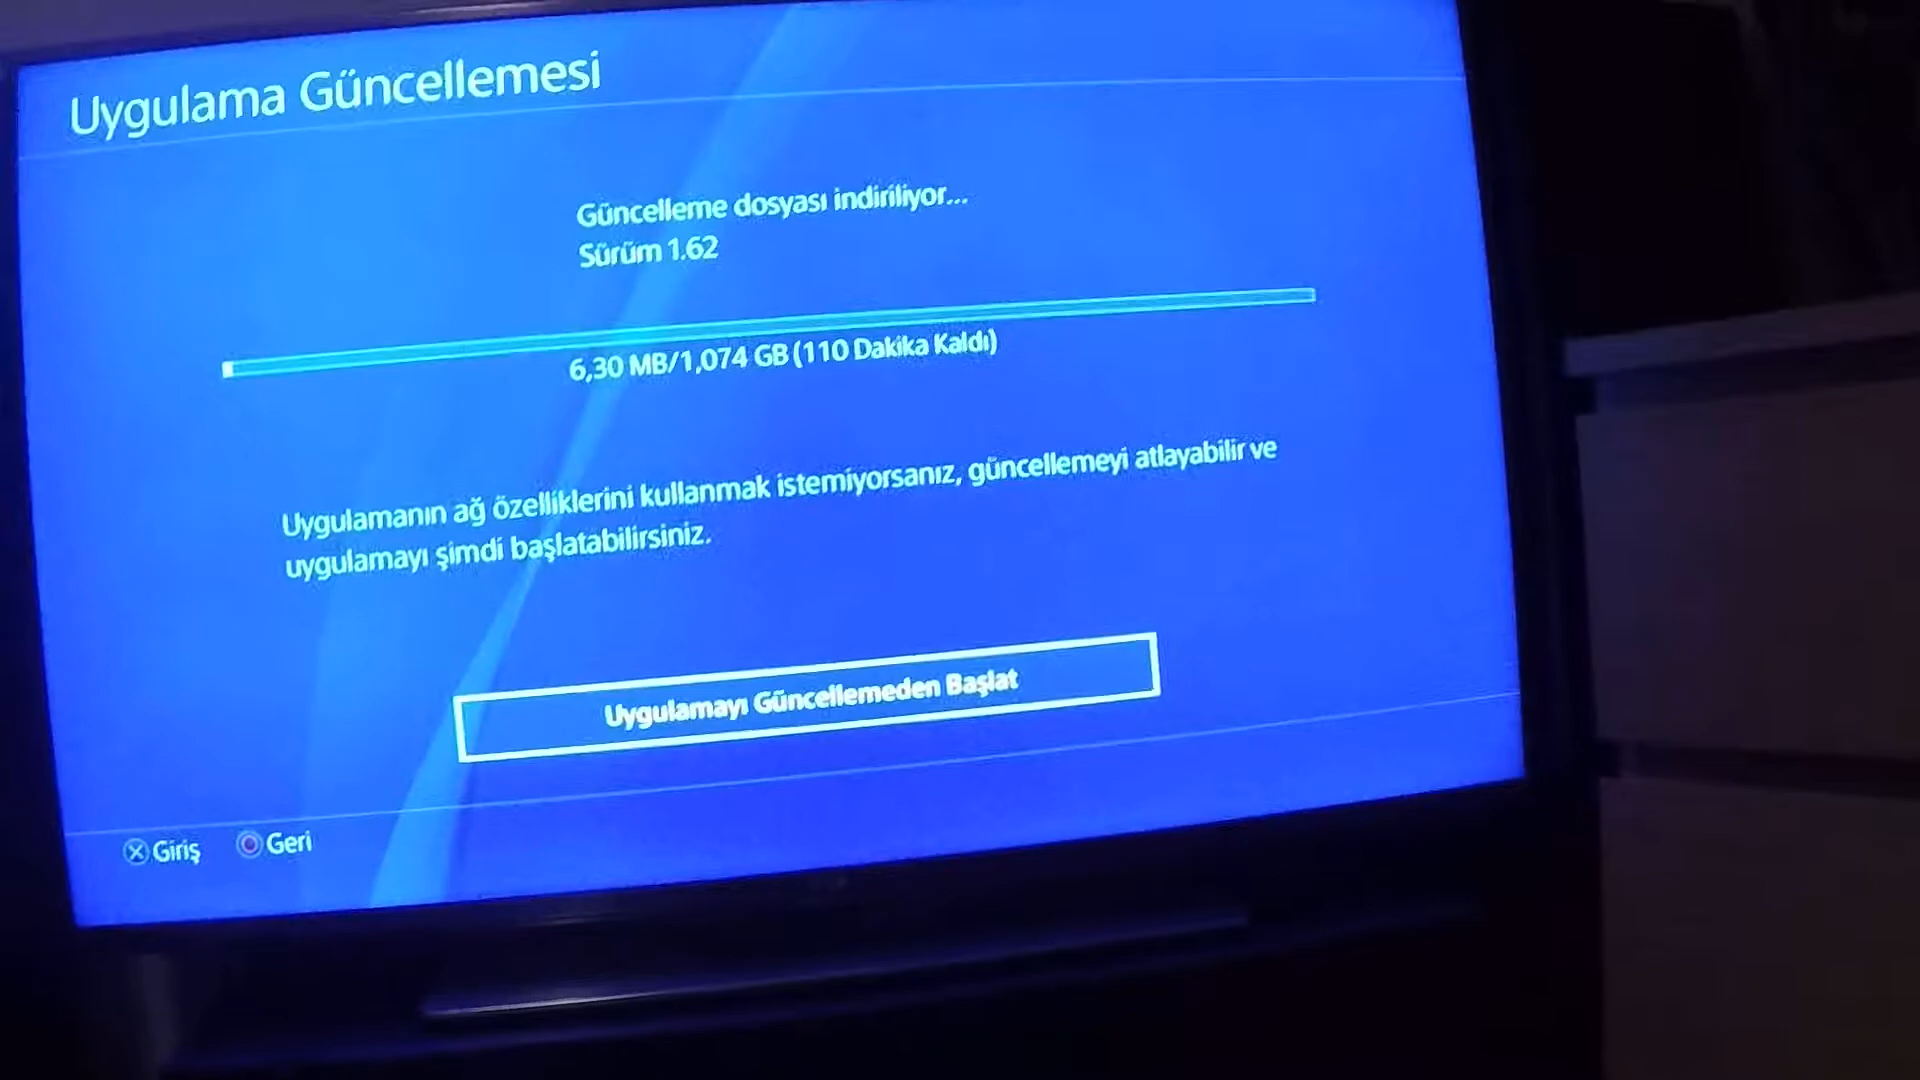 Uygulama Güncellemesi
Güncelleme dosyası indiriliyor...
Sürüm 1.62
6,30 MB/1,074 GB (110 Dakika Kaldı)
Uygulamanın ağ özelliklerini kullanmak istemiyorsanız, güncellemeyi atlayabilir ve
uygulamayı şimdi başlatabilirsiniz.
Uygulamayı Güncellemeden Başlat
Giriş Geri